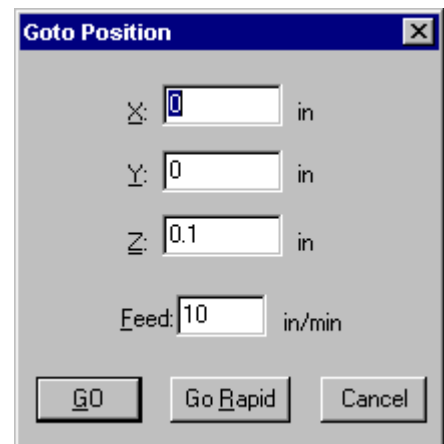 Goto Position
X: 0 in
Y: 0 in
Z: 0.1 in
Feed: 10 in/min
GO Go Rapid Cancel